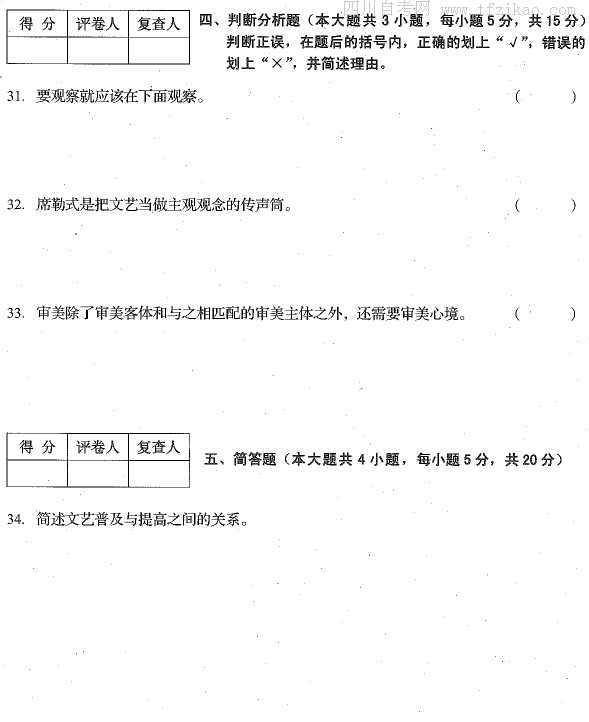 四川自考网 www.tfzikao.com
得 分 评卷人 复查人
四、判断分析题（本大题共 3 小题，每小题 5 分，共 15 分）
判断正误，在题后的括号内，正确的划上“√”，错误的
划上“×”，并简述理由。
31. 要观察就应该在下面观察。 （ ）
32. 席勒式是把文艺当做主观观念的传声筒。 （ ）
33. 审美除了审美客体和与之相匹配的审美主体之外，还需要审美心境。 （ ）
得 分 评卷人 复查人
五、简答题（本大题共 4 小题，每小题 5 分，共 20 分）
34. 简述文艺普及与提高之间的关系。